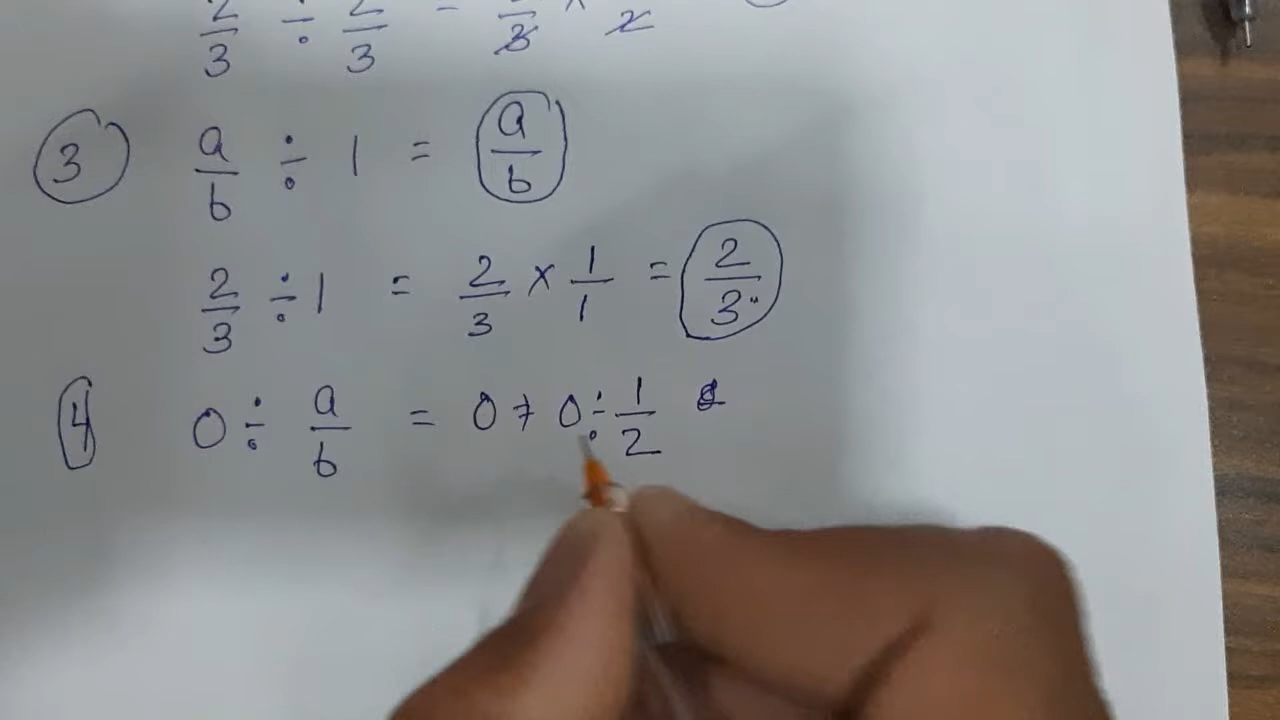 2/3 ÷ 2/3 = /3 × /2
③ a/b ÷ 1 = a/b
2/3 ÷ 1 = 2/3 × 1/1 = 2/3.
④ 0 ÷ a/b = 0 ≠ 0 ÷ 1/2